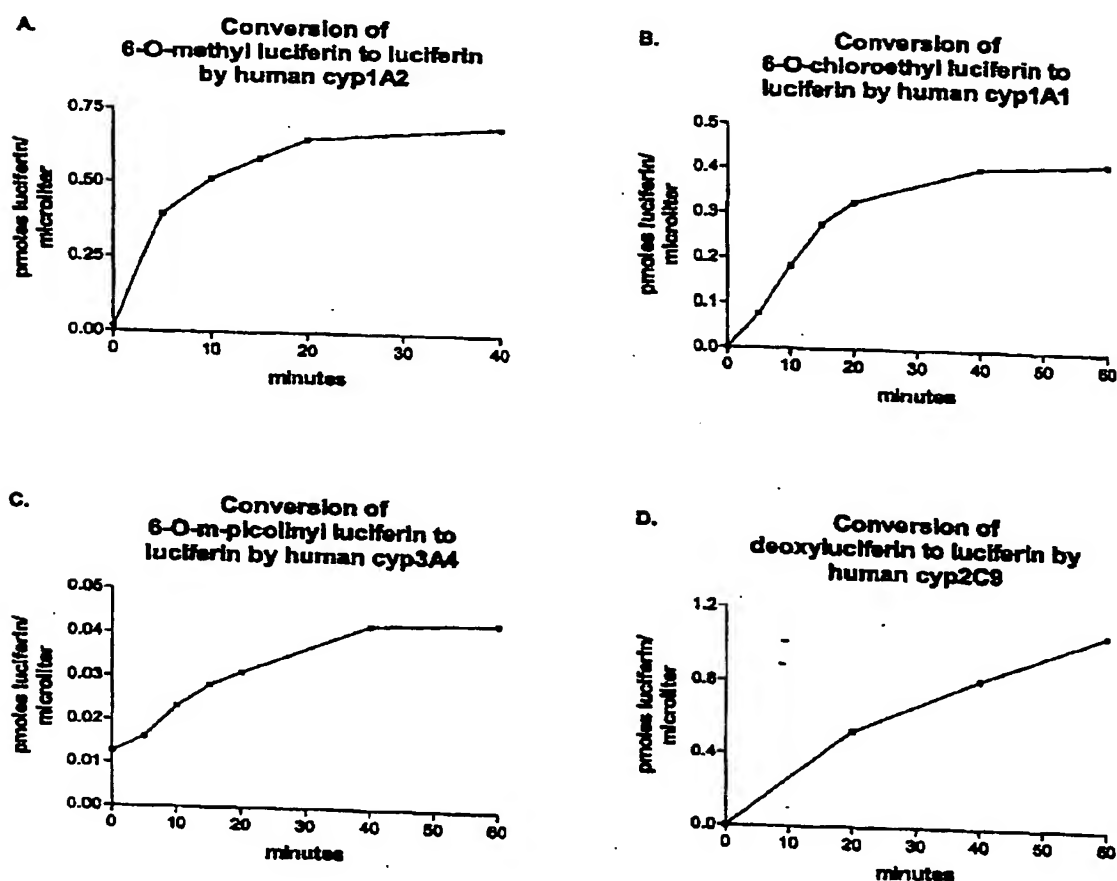 A.
Conversion of
6-O-methyl luciferin to luciferin
by human cyp1A2
pmoles luciferin/
microliter
0.75
0.50
0.25
0.00
0 10 20 30 40
minutes
B.
Conversion of
6-O-chloroethyl luciferin to
luciferin by human cyp1A1
pmoles luciferin/
microliter
0.5
0.4
0.3
0.2
0.1
0.0
0 10 20 30 40 50 60
minutes
C.
Conversion of
6-O-m-picolinyl luciferin to
luciferin by human cyp3A4
pmoles luciferin/
microliter
0.05
0.04
0.03
0.02
0.01
0.00
0 10 20 30 40 50 60
minutes
D.
Conversion of
deoxyluciferin to luciferin by
human cyp2C9
pmoles luciferin/
microliter
1.2
0.8
0.4
0.0
0 10 20 30 40 50 60
minutes